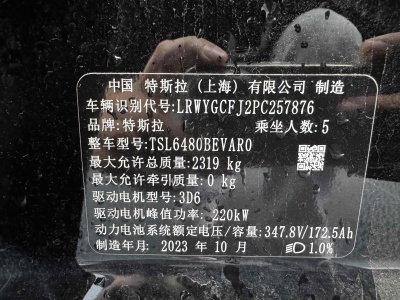 中国 特斯拉（上海）有限公司 制造
车辆识别代号:LRWYGCFJ2PC257876
品牌:特斯拉 乘坐人数:5
整车型号:TSL6480BEVAR0
最大允许总质量:2319 kg
最大允许牵引质量:0 kg
驱动电机型号:3D6
驱动电机峰值功率: 220kW
动力电池系统额定电压/容量:347.8V/172.5Ah
制造年月: 2023 年 10 月 1.0%